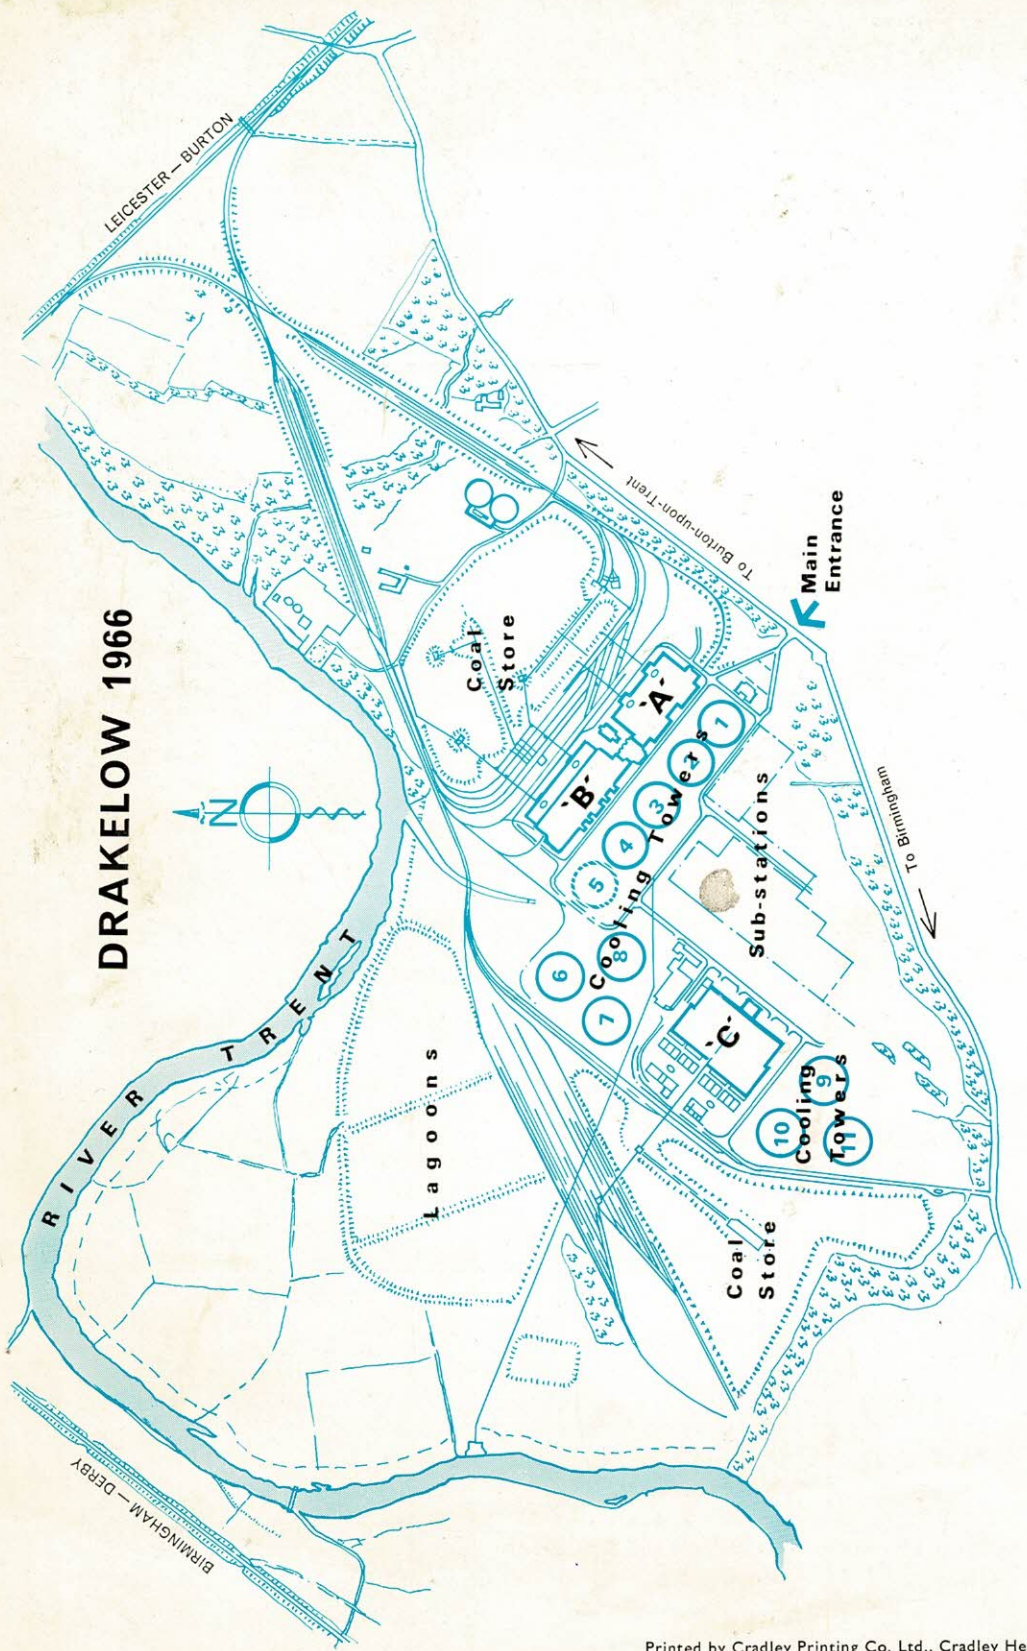 DRAKELOW 1966
N
RIVER TRENT
LEICESTER — BURTON
BIRMINGHAM — DERBY
Lagoons
Coal
Store
'A'
'B'
'C'
Cooling Towers
1
2
3
4
5
6
7
8
Sub-stations
Cooling
Towers
9
10
11
Coal
Store
To Burton-upon-Trent
Main
Entrance
To Birmingham
Printed by Cradley Printing Co. Ltd., Cradley He